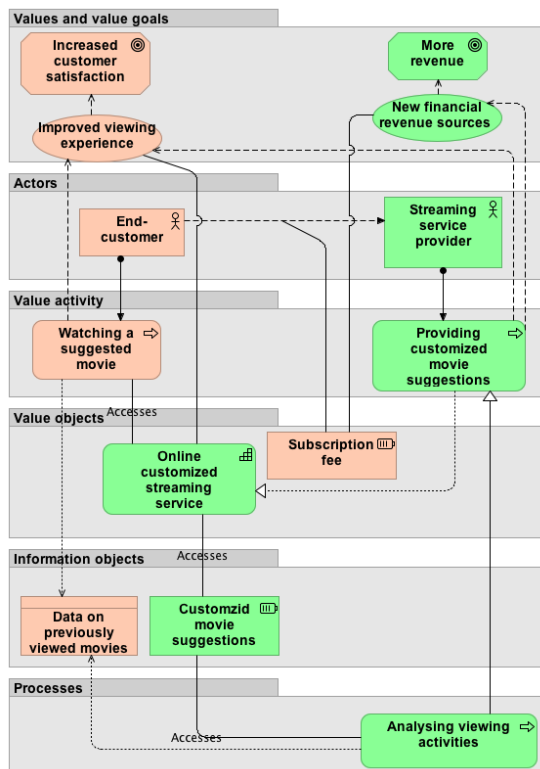 Values and value goals
Increased
customer
satisfaction
More
revenue
Improved viewing
experience
New financial
revenue sources
Actors
End-
customer
Streaming
service
provider
Value activity
Watching a
suggested
movie
Providing
customized
movie
suggestions
Accesses
Value objects
Online
customized
streaming
service
Subscription
fee
Accesses
Information objects
Data on
previously
viewed movies
Customzid
movie
suggestions
Processes
Accesses
Analysing viewing
activities